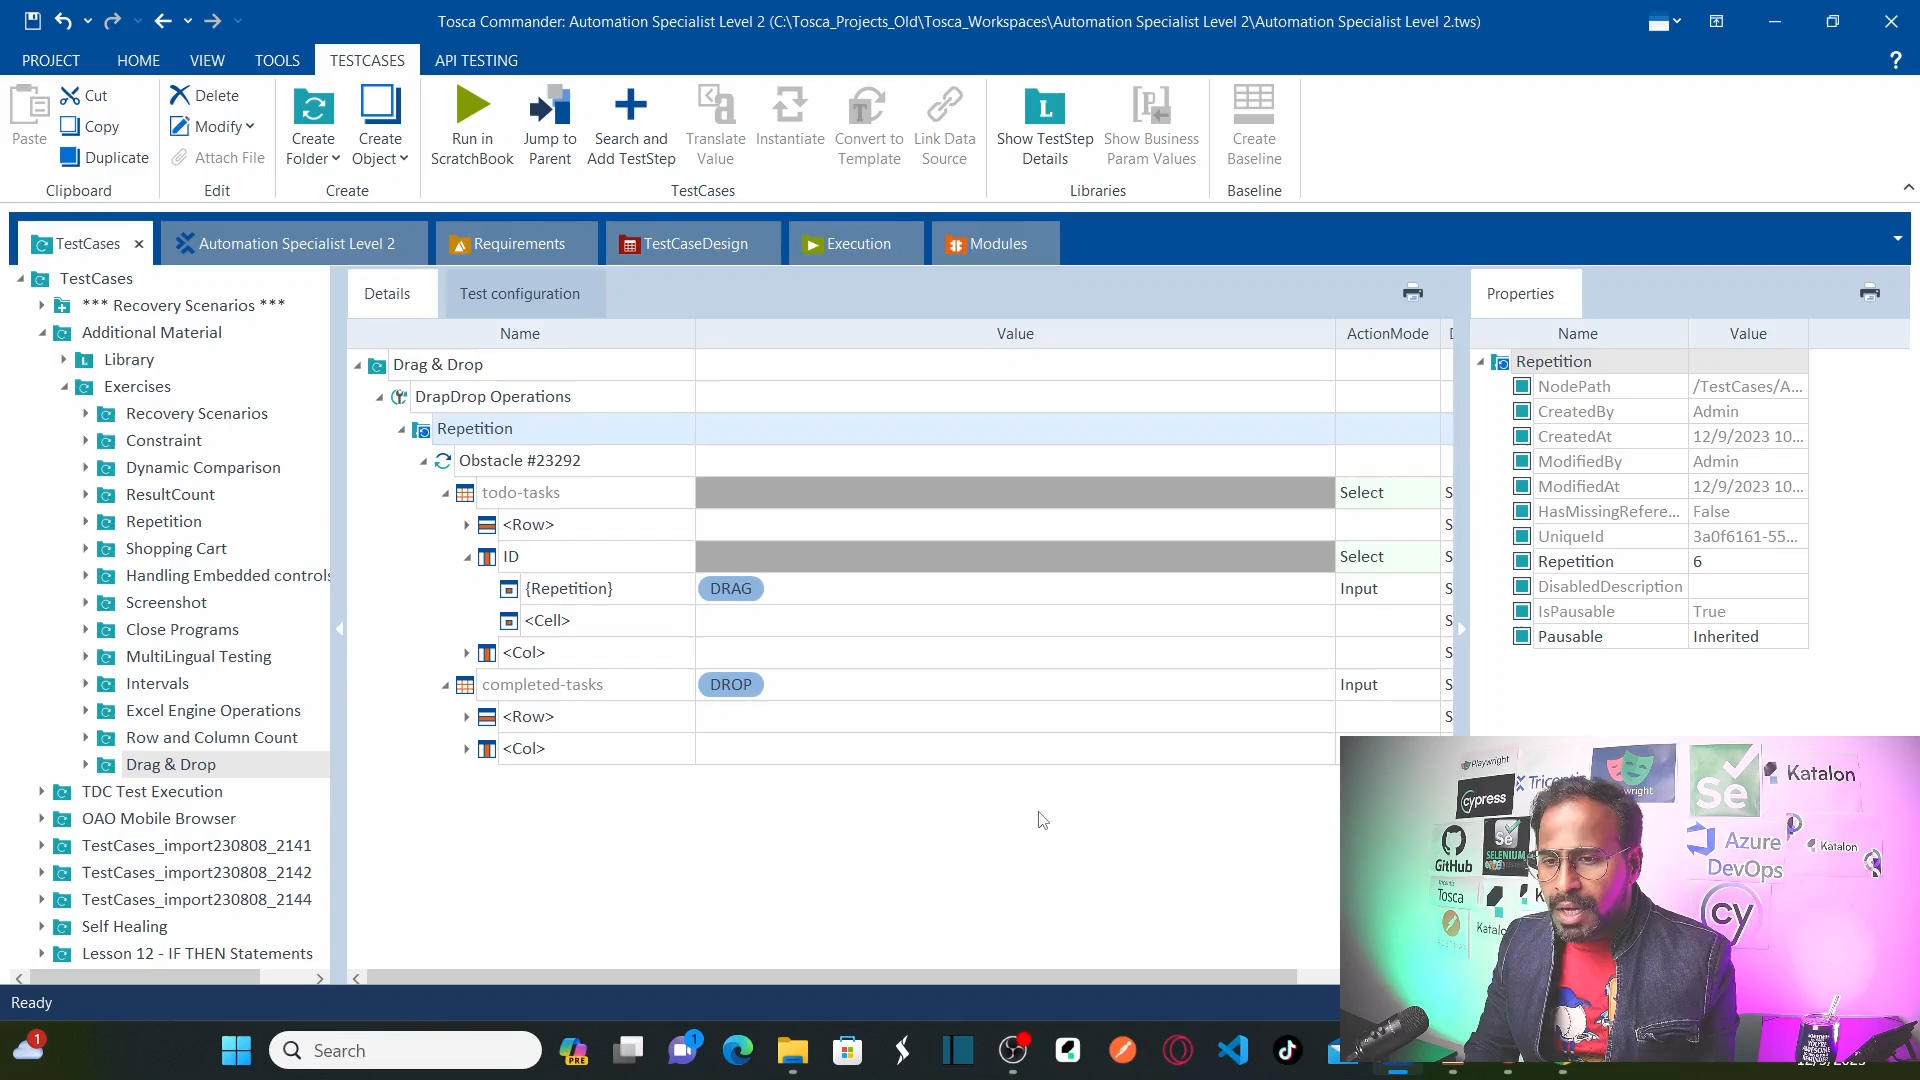 Tosca Commander: Automation Specialist Level 2 (C:\Tosca_Projects_Old\Tosca_Workspaces\Automation Specialist Level 2\Automation Specialist Level 2.tws)
PROJECT HOME VIEW TOOLS TESTCASES API TESTING ?
Paste
Cut
Copy
Duplicate
Clipboard
Delete
Modify
Attach File
Edit
Create Folder
Create Object
Create
Run in ScratchBook
Jump to Parent
Search and Add TestStep
Translate Value
Instantiate
Convert to Template
Link Data Source
TestCases
Show TestStep Details
Show Business Param Values
Libraries
Create Baseline
Baseline
TestCases Automation Specialist Level 2 Requirements TestCaseDesign Execution Modules
TestCases
*** Recovery Scenarios ***
Additional Material
Library
Exercises
Recovery Scenarios
Constraint
Dynamic Comparison
ResultCount
Repetition
Shopping Cart
Handling Embedded controls
Screenshot
Close Programs
MultiLingual Testing
Intervals
Excel Engine Operations
Row and Column Count
Drag & Drop
TDC Test Execution
OAO Mobile Browser
TestCases_import230808_2141
TestCases_import230808_2142
TestCases_import230808_2144
Self Healing
Lesson 12 - IF THEN Statements
Details Test configuration
Name Value ActionMode
Drag & Drop
DrapDrop Operations
Repetition
Obstacle #23292
todo-tasks Select S
<Row> S
ID Select S
{Repetition} DRAG Input S
<Cell> S
<Col> S
completed-tasks DROP Input S
<Row> S
<Col>
Properties
Name Value
Repetition
NodePath /TestCases/A...
CreatedBy Admin
CreatedAt 12/9/2023 10...
ModifiedBy Admin
ModifiedAt 12/9/2023 10...
HasMissingRefere... False
UniqueId 3a0f6161-55...
Repetition 6
DisabledDescription
IsPausable True
Pausable Inherited
Playwright
cypress
GitHub
Se
SELENIUM
Tosca
Se
Katalon
Azure DevOps
Katalon
cy
Ready
1
Search
PRE
1